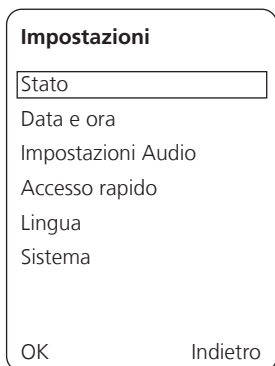 Impostazioni
Stato
Data e ora
Impostazioni Audio
Accesso rapido
Lingua
Sistema
OK Indietro